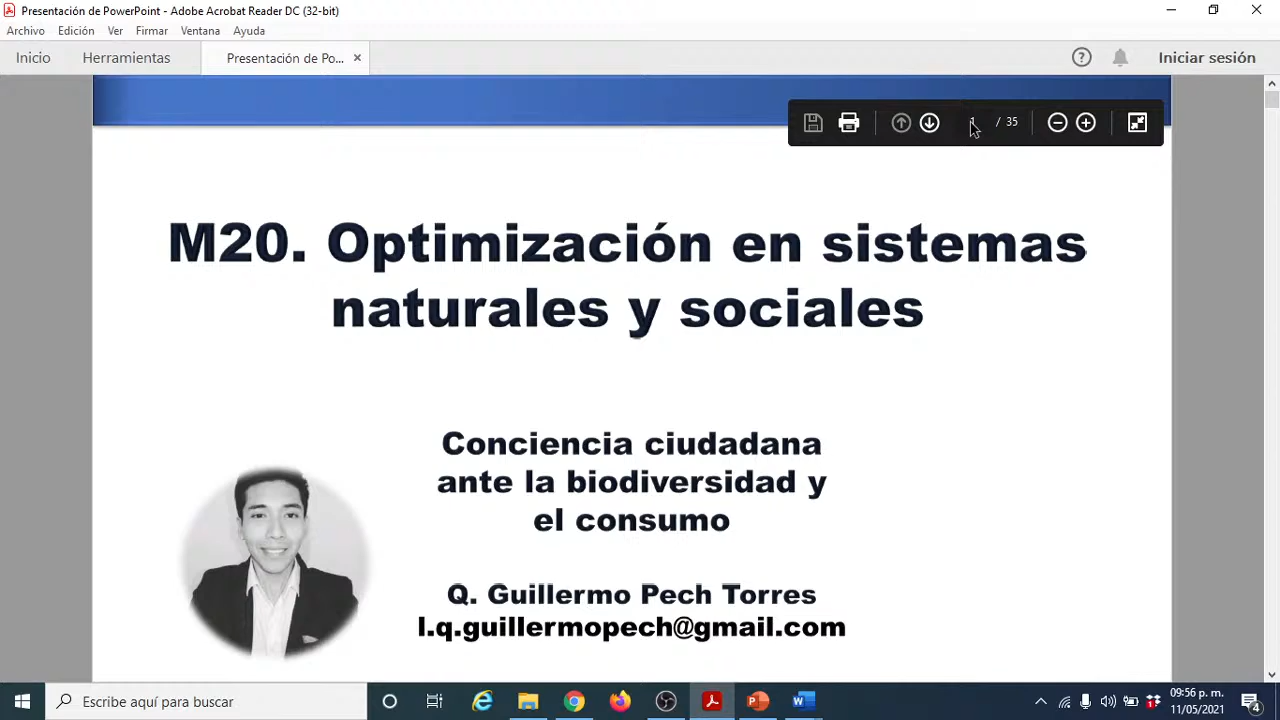 Presentación de PowerPoint - Adobe Acrobat Reader DC (32-bit)
Archivo Edición Ver Firmar Ventana Ayuda
Inicio Herramientas Presentación de Po... Iniciar sesión
1 / 35
M20. Optimización en sistemas
naturales y sociales
Conciencia ciudadana
ante la biodiversidad y
el consumo
Q. Guillermo Pech Torres
l.q.guillermopech@gmail.com
Escribe aquí para buscar
09:56 p. m.
11/05/2021
4